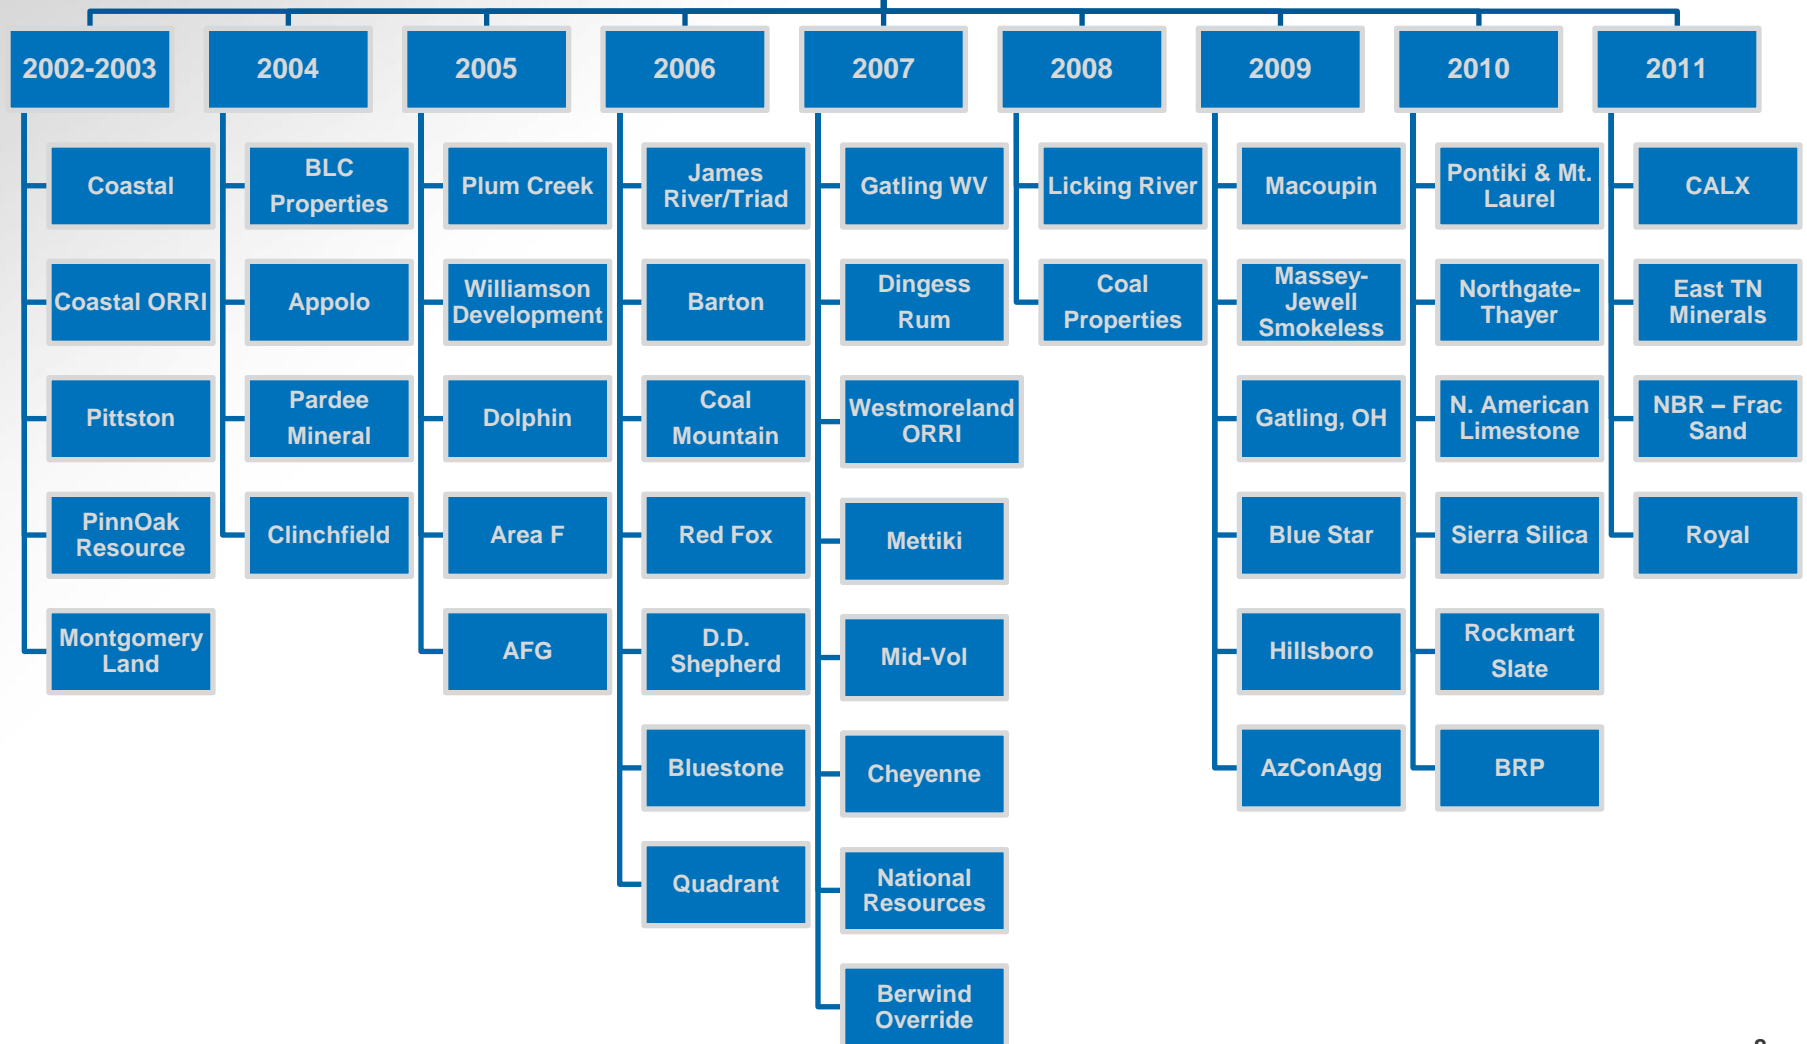 2002-2003
2004
2005
2006
2007
2008
2009
2010
2011
Coastal
Coastal ORRI
Pittston
PinnOak
Resource
Montgomery
Land
BLC
Properties
Appolo
Pardee
Mineral
Clinchfield
Plum Creek
Williamson
Development
Dolphin
Area F
AFG
James
River/Triad
Barton
Coal
Mountain
Red Fox
D.D.
Shepherd
Bluestone
Quadrant
Gatling WV
Dingess
Rum
Westmoreland
ORRI
Mettiki
Mid-Vol
Cheyenne
National
Resources
Berwind
Override
Licking River
Coal
Properties
Macoupin
Massey-
Jewell
Smokeless
Gatling, OH
Blue Star
Hillsboro
AzConAgg
Pontiki & Mt.
Laurel
Northgate-
Thayer
N. American
Limestone
Sierra Silica
Rockmart
Slate
BRP
CALX
East TN
Minerals
NBR – Frac
Sand
Royal